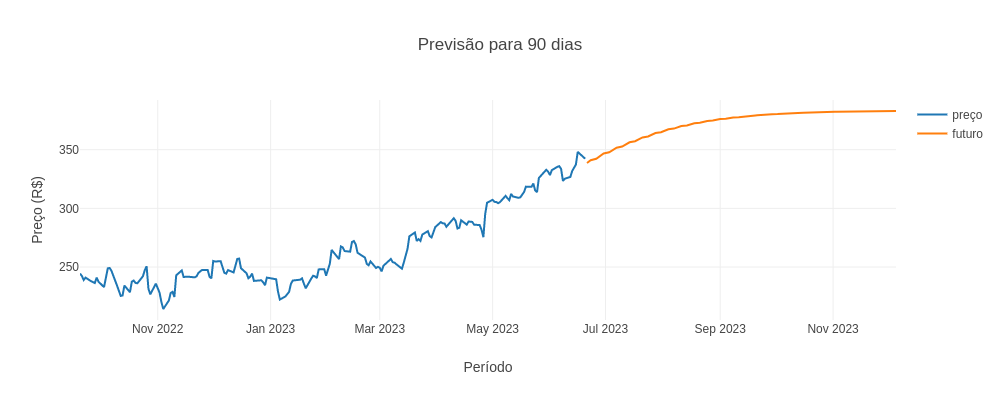 Previsão para 90 dias
preço
futuro
Preço (R$)
350
300
250
Nov 2022
Jan 2023
Mar 2023
May 2023
Jul 2023
Sep 2023
Nov 2023
Período